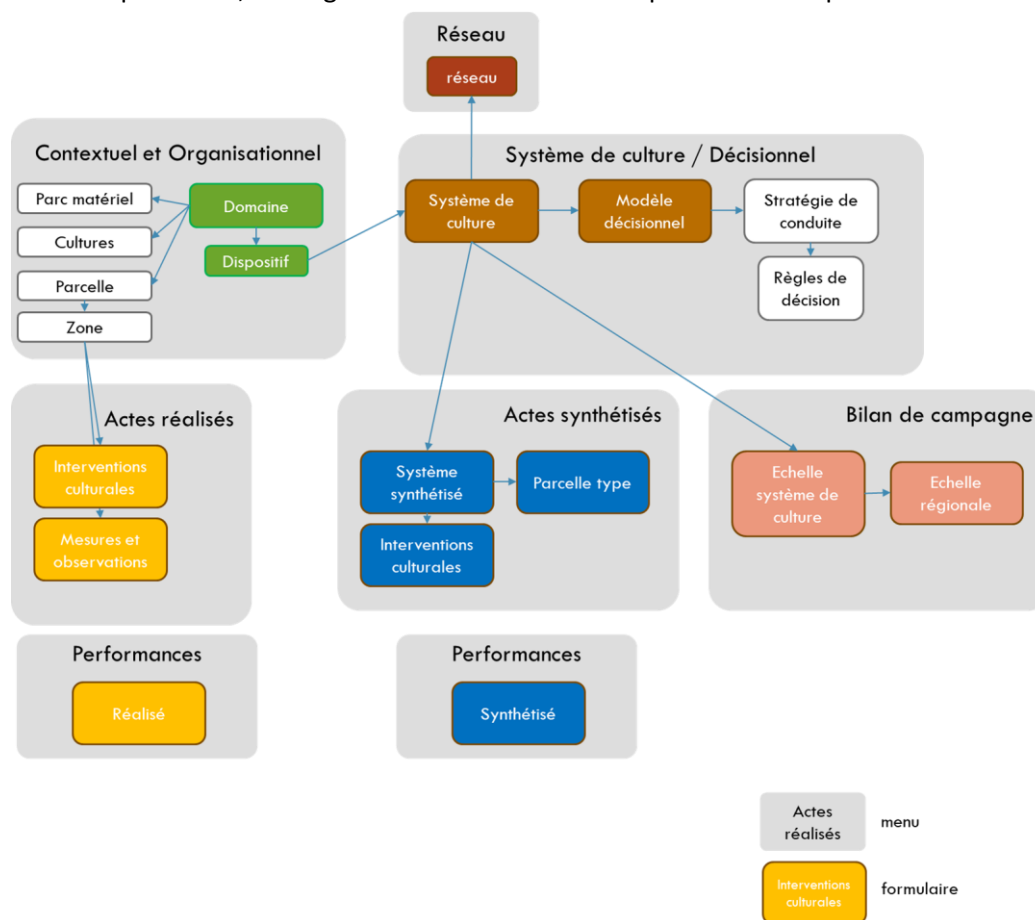 Réseau
réseau
Contextuel et Organisationnel
Parc matériel
Domaine
Cultures
Dispositif
Parcelle
Zone
Système de culture / Décisionnel
Système de
culture
Modèle
décisionnel
Stratégie de
conduite
Règles de
décision
Actes réalisés
Interventions
culturales
Mesures et
observations
Actes synthétisés
Système
synthétisé
Parcelle type
Interventions
culturales
Bilan de campagne
Echelle
système de
culture
Echelle
régionale
Performances
Réalisé
Performances
Synthétisé
Actes
réalisés
menu
Interventions
culturales
formulaire